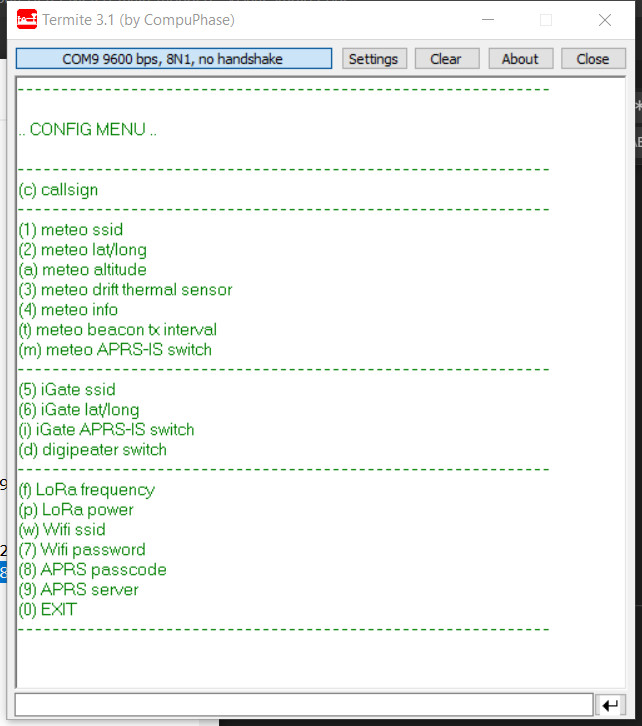 Termite 3.1 (by CompuPhase)
COM9 9600 bps, 8N1, no handshake Settings Clear About Close
------------------------------------------------------
.. CONFIG MENU ..
------------------------------------------------------
(c) callsign
------------------------------------------------------
(1) meteo ssid
(2) meteo lat/long
(a) meteo altitude
(3) meteo drift thermal sensor
(4) meteo info
(t) meteo beacon tx interval
(m) meteo APRS-IS switch
------------------------------------------------------
(5) iGate ssid
(6) iGate lat/long
(i) iGate APRS-IS switch
(d) digipeater switch
------------------------------------------------------
(f) LoRa frequency
(p) LoRa power
(w) Wifi ssid
(7) Wifi password
(8) APRS passcode
(9) APRS server
(0) EXIT
------------------------------------------------------